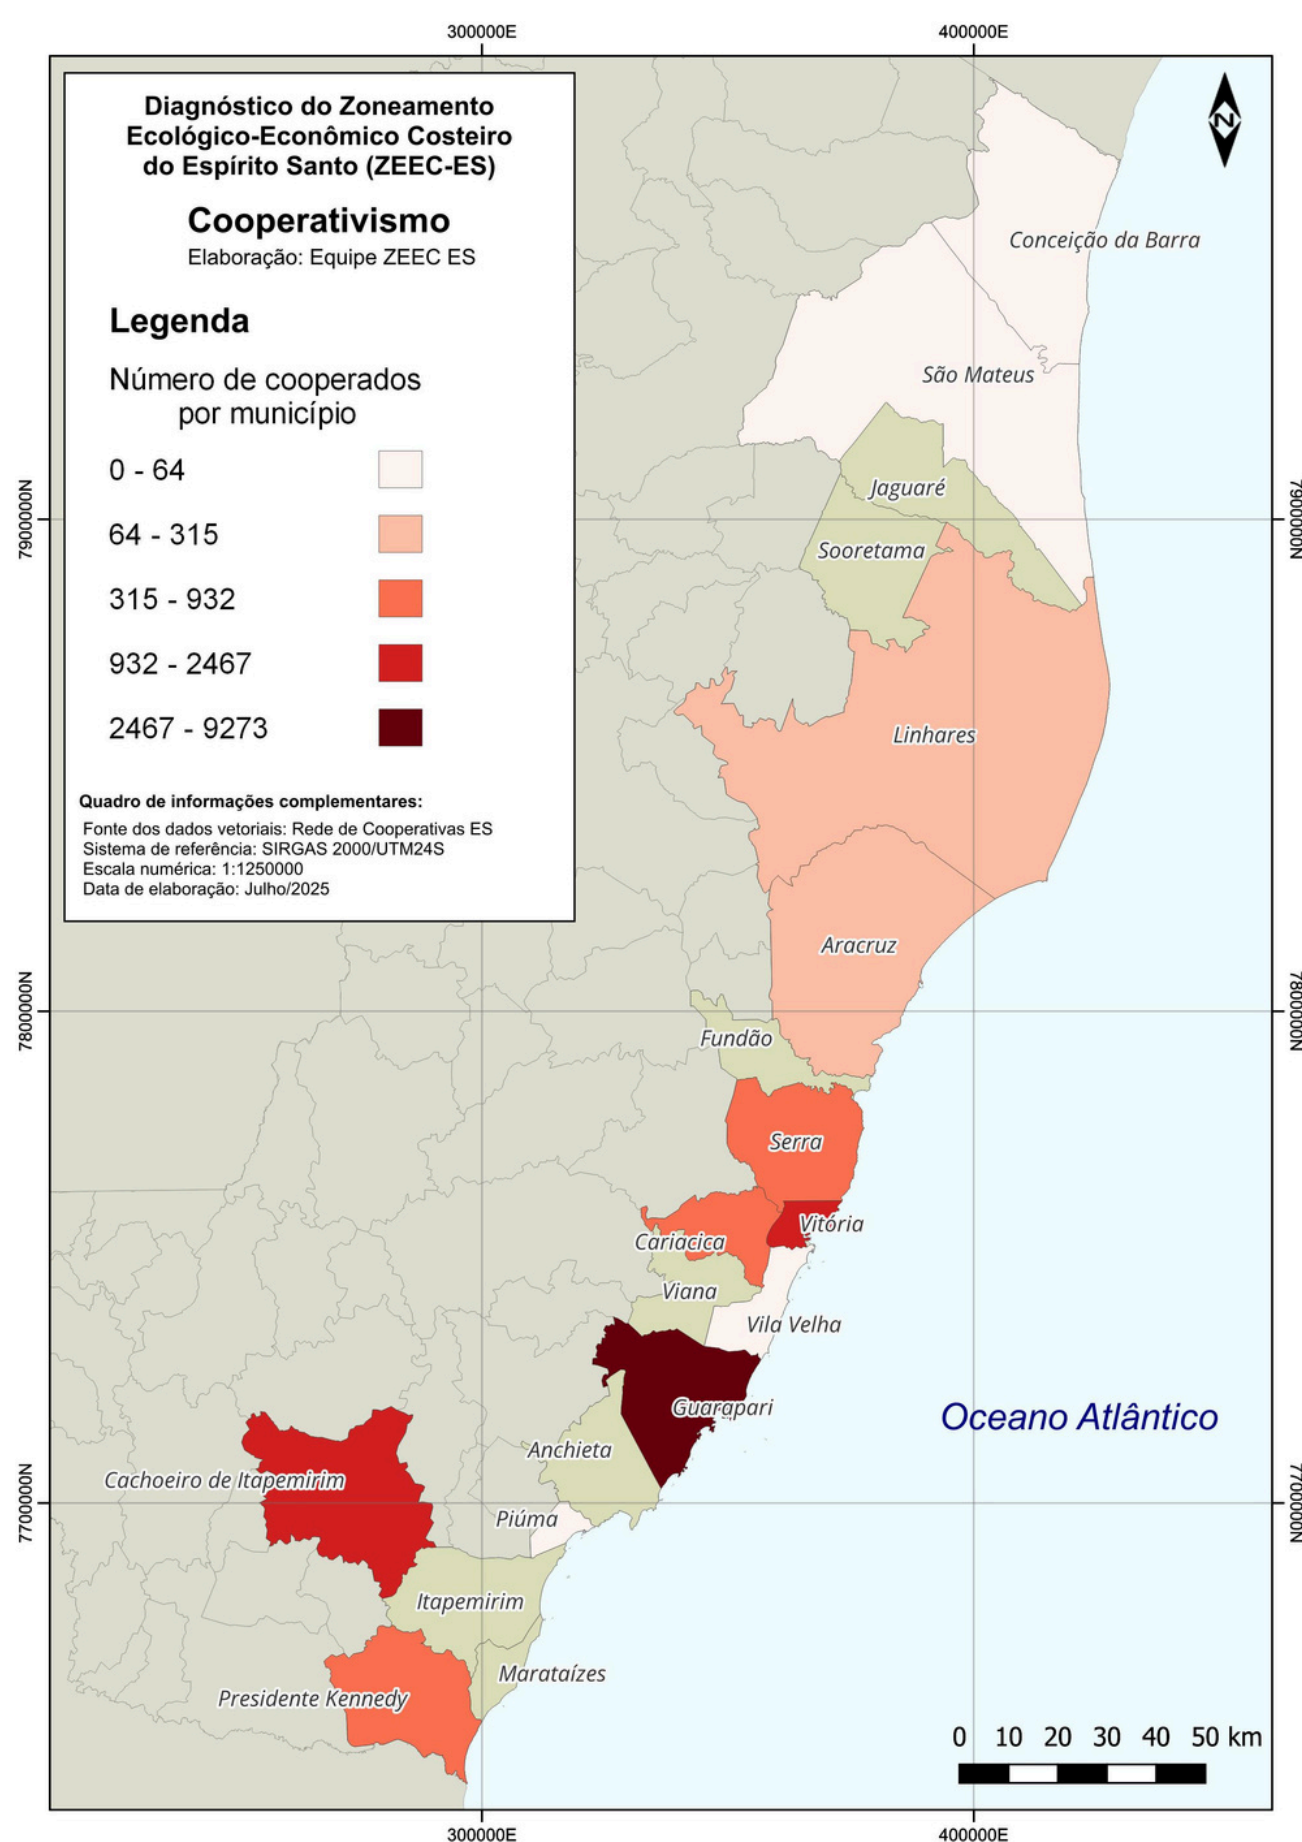 300000E
400000E
Diagnóstico do Zoneamento
Ecológico-Econômico Costeiro
do Espírito Santo (ZEEC-ES)
Cooperativismo
Elaboração: Equipe ZEEC ES
Legenda
Número de cooperados
por município
0 - 64
64 - 315
315 - 932
932 - 2467
2467 - 9273
Quadro de informações complementares:
Fonte dos dados vetoriais: Rede de Cooperativas ES
Sistema de referência: SIRGAS 2000/UTM24S
Escala numérica: 1:1250000
Data de elaboração: Julho/2025
N
Conceição da Barra
São Mateus
Jaguaré
7900000N
7900000N
Sooretama
Linhares
Aracruz
7800000N
7800000N
Fundão
Serra
Vitória
Cariacica
Viana
Vila Velha
Guarapari
Oceano Atlântico
Anchieta
Cachoeiro de Itapemirim
7700000N
7700000N
Piúma
Itapemirim
Marataízes
Presidente Kennedy
0 10 20 30 40 50 km
300000E
400000E